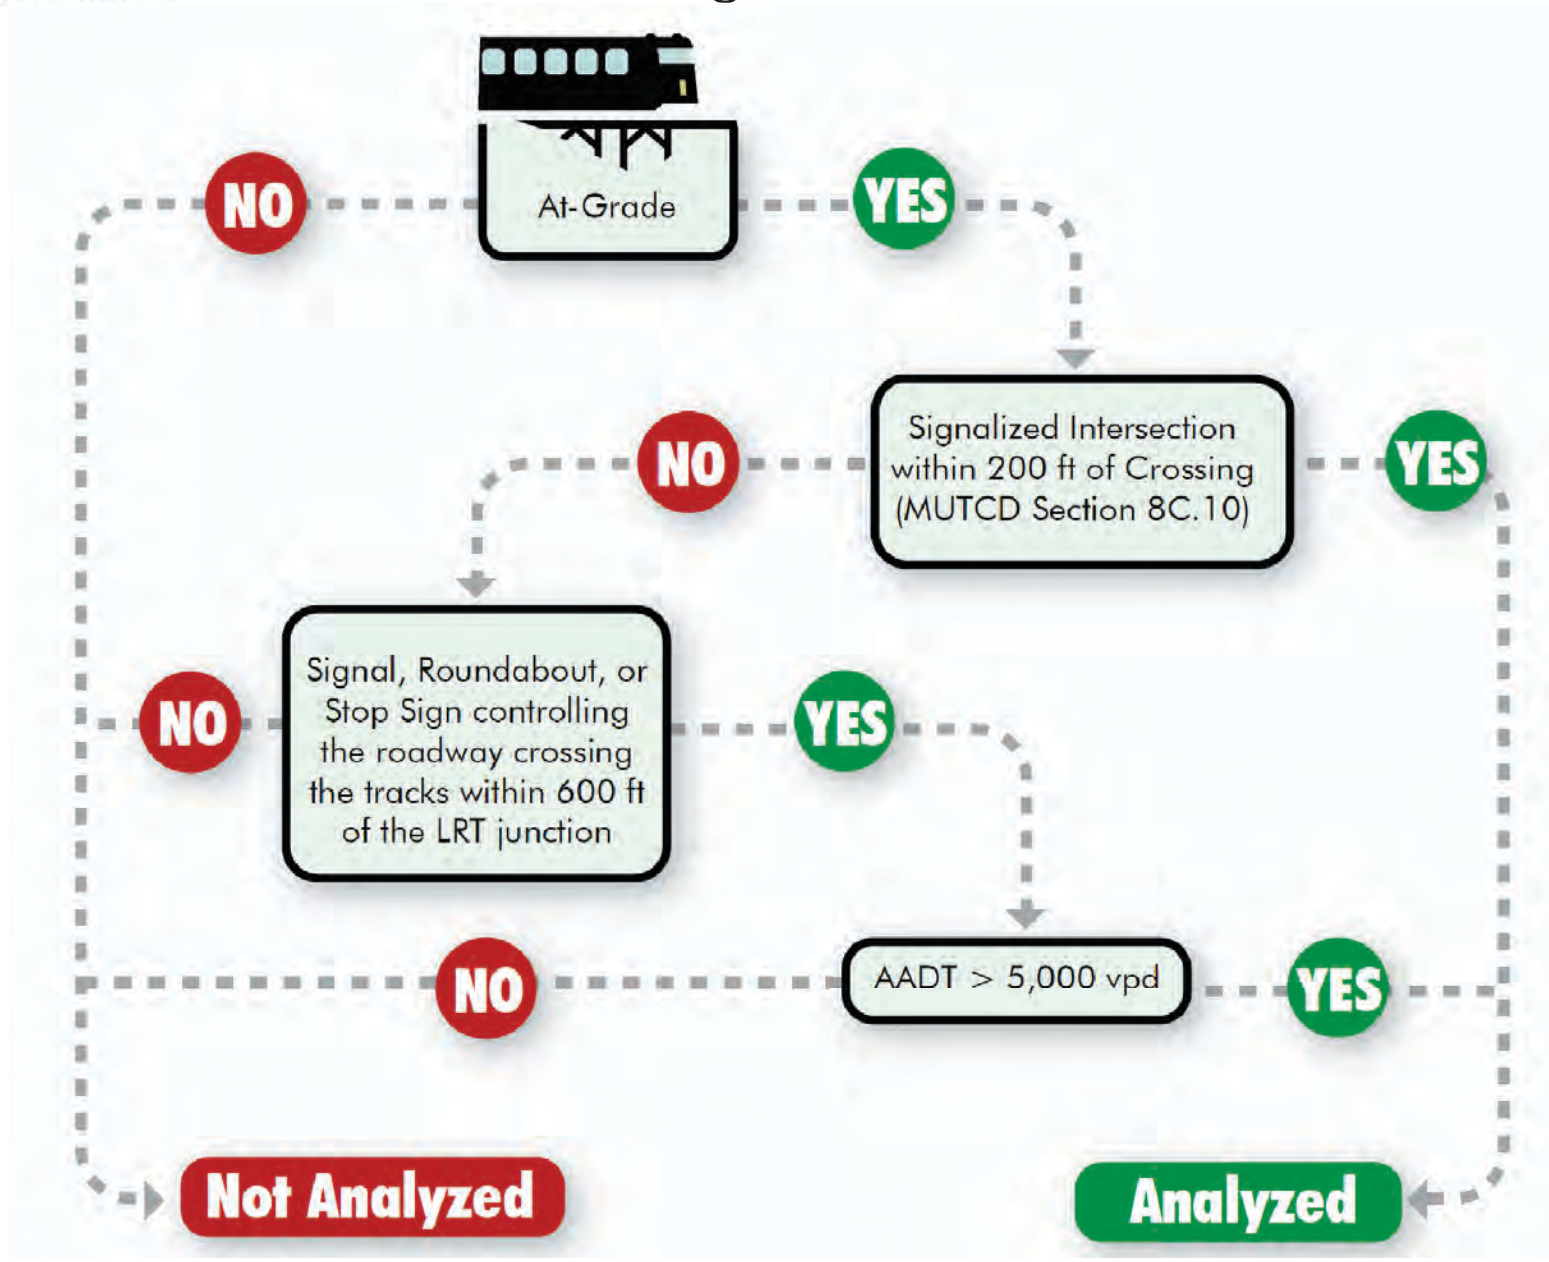 At-Grade
NO
YES
Signalized Intersection
within 200 ft of Crossing
(MUTCD Section 8C.10)
NO
YES
Signal, Roundabout, or
Stop Sign controlling
the roadway crossing
the tracks within 600 ft
of the LRT junction
NO
YES
AADT > 5,000 vpd
NO
YES
Not Analyzed
Analyzed